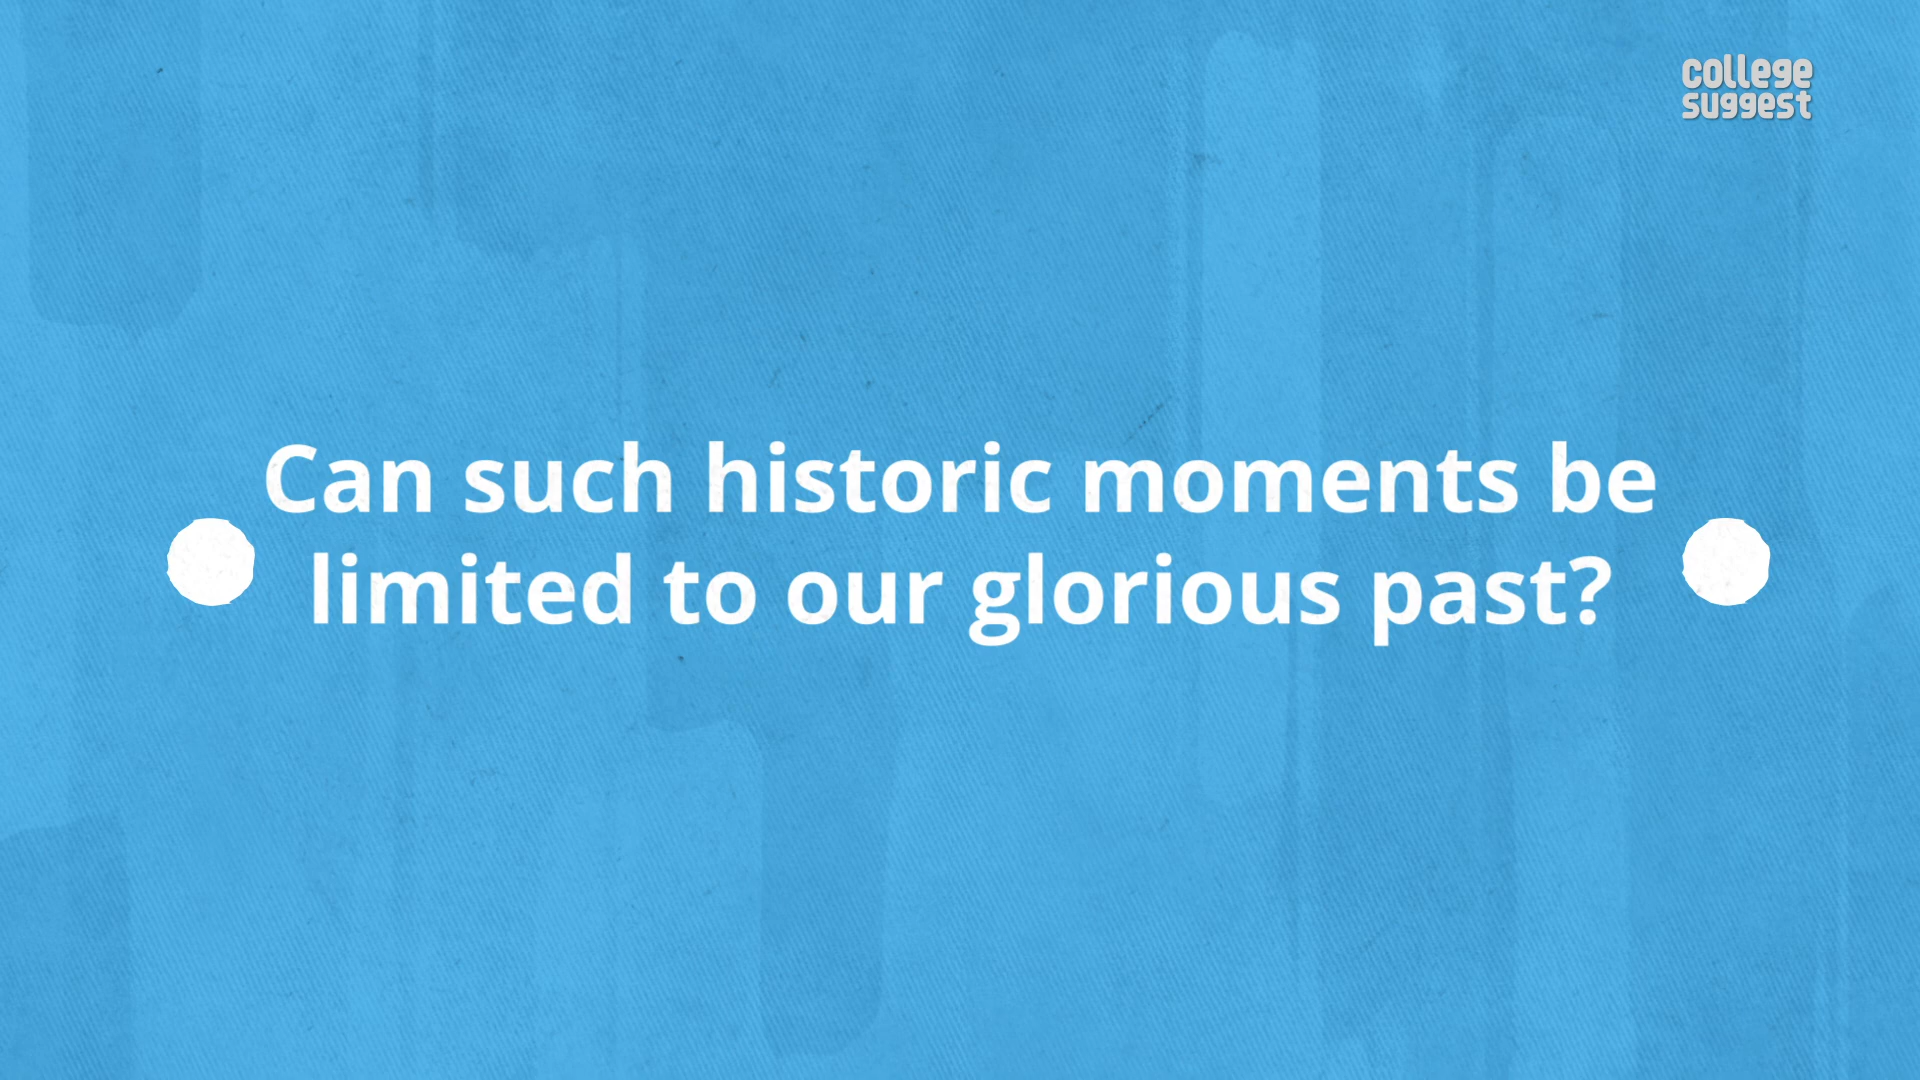 college
suggest
Can such historic moments be
limited to our glorious past?